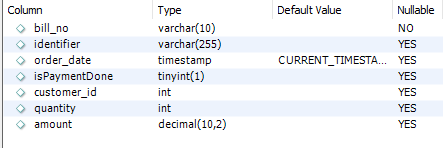 Column Type Default Value Nullable
bill_no varchar(10) NO
identifier varchar(255) YES
order_date timestamp CURRENT_TIMESTA... YES
isPaymentDone tinyint(1) YES
customer_id int YES
quantity int YES
amount decimal(10,2) YES